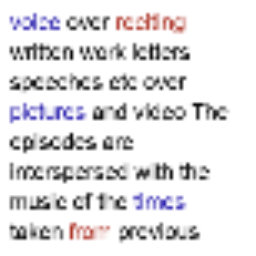 voice over reciting
written work letters
speeches etc over
pictures and video The
episodes are
interspersed with the
music of the times
taken from previous